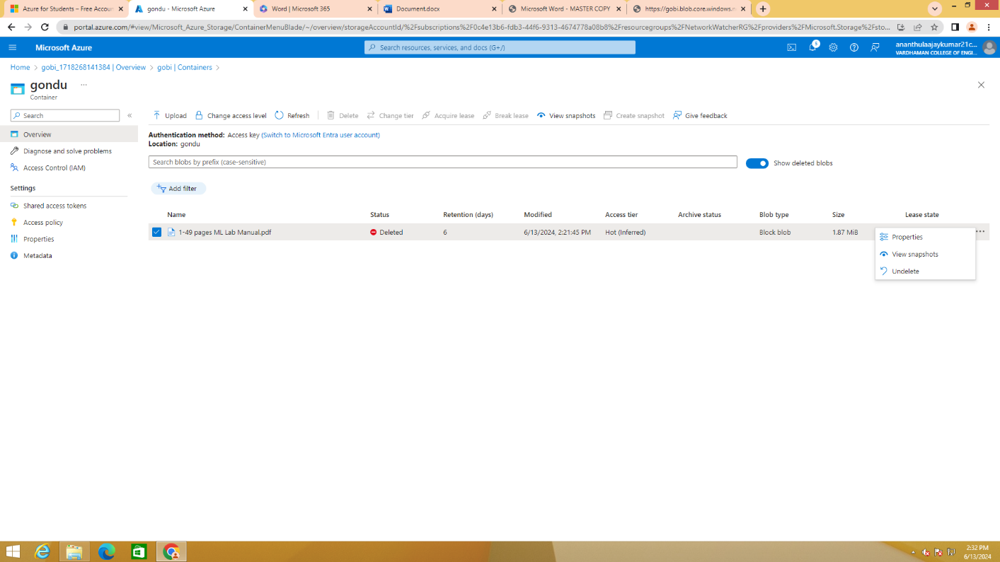 Azure for Students – Free Accoun
gondu - Microsoft Azure
Word | Microsoft 365
Document.docx
Microsoft Word - MASTER COPY
https://gobi.blob.core.windows.n
portal.azure.com/#view/Microsoft_Azure_Storage/ContainerMenuBlade/~/overview/storageAccountId/%2Fsubscriptions%2F0c4e13b6-fdb3-44f6-9313-4674778a08b8%2Fresourcegroups%2FNetworkWatcherRG%2Fproviders%2FMicrosoft.Storage%2Fsto...
Microsoft Azure
Search resources, services, and docs (G+/)
5
ananthulaajaykumar21c...
VARDHAMAN COLLEGE OF ENGI...
Home > gobi_1718268141384 | Overview > gobi | Containers >
gondu ...
Container
Search
«
Upload Change access level Refresh Delete Change tier Acquire lease Break lease View snapshots Create snapshot Give feedback
Overview
Diagnose and solve problems
Access Control (IAM)
Settings
Shared access tokens
Access policy
Properties
Metadata
Authentication method: Access key (Switch to Microsoft Entra user account)
Location: gondu
Search blobs by prefix (case-sensitive)
Show deleted blobs
Add filter
Name Status Retention (days) Modified Access tier Archive status Blob type Size Lease state
1-49 pages ML Lab Manual.pdf Deleted 6 6/13/2024, 2:21:45 PM Hot (Inferred) Block blob 1.87 MiB ...
Properties
View snapshots
Undelete
2:32 PM
6/13/2024